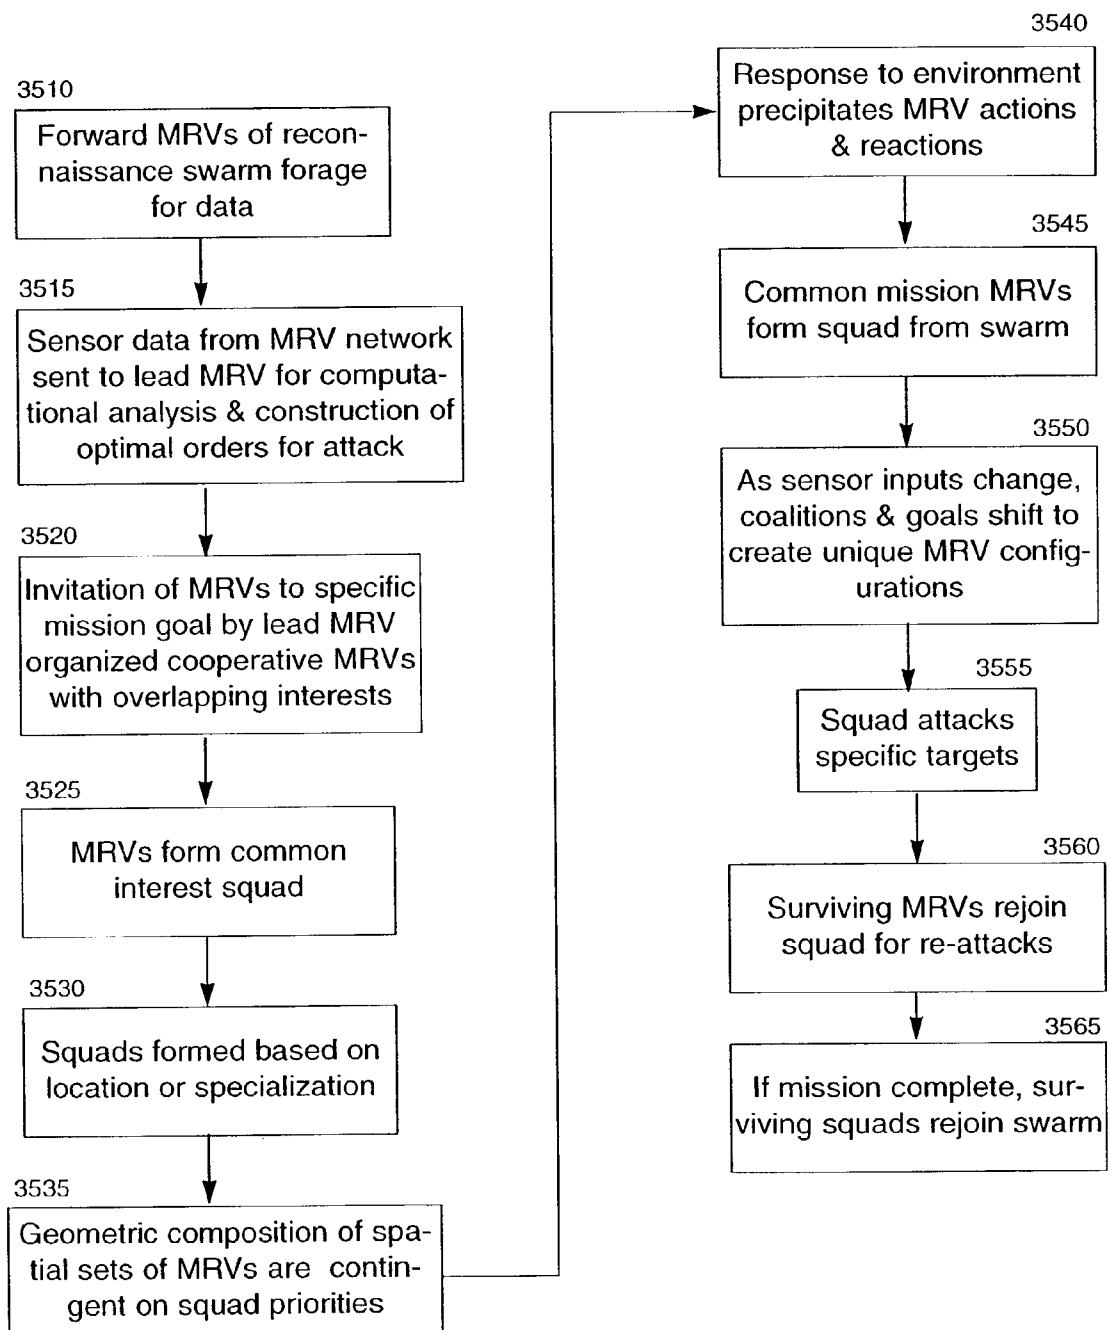 3510
Forward MRVs of recon-
naissance swarm forage
for data
3515
Sensor data from MRV network
sent to lead MRV for computa-
tional analysis & construction of
optimal orders for attack
3520
Invitation of MRVs to specific
mission goal by lead MRV
organized cooperative MRVs
with overlapping interests
3525
MRVs form common
interest squad
3530
Squads formed based on
location or specialization
3535
Geometric composition of spa-
tial sets of MRVs are contin-
gent on squad priorities
3540
Response to environment
precipitates MRV actions
& reactions
3545
Common mission MRVs
form squad from swarm
3550
As sensor inputs change,
coalitions & goals shift to
create unique MRV config-
urations
3555
Squad attacks
specific targets
3560
Surviving MRVs rejoin
squad for re-attacks
3565
If mission complete, sur-
viving squads rejoin swarm